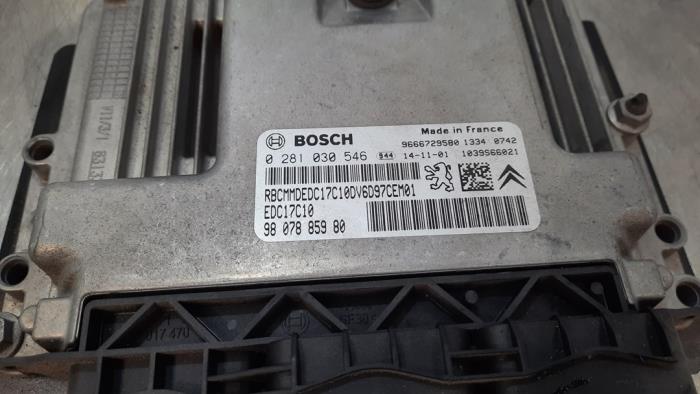 BOSCH
Made in France
9666729580 1334 0742
0 281 030 546 S44 14-11-01 1039S66021
RBCMMDEDC17C10DV6D97CEM01
EDC17C10
98 078 859 80